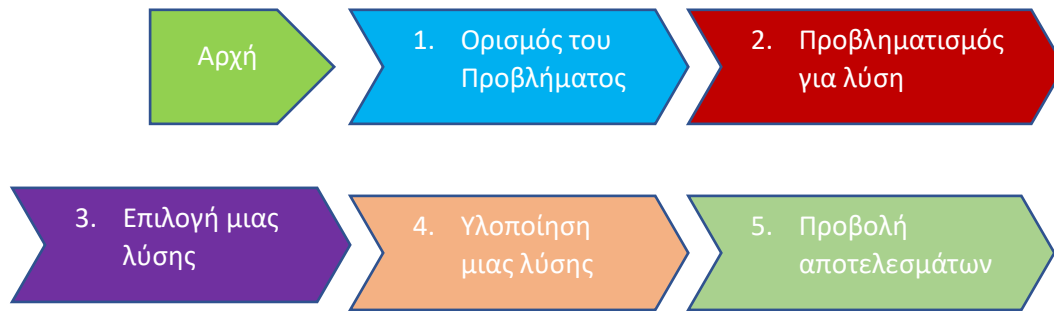 Αρχή
1. Ορισμός του
Προβλήματος
2. Προβληματισμός
για λύση
3. Επιλογή μιας
λύσης
4. Υλοποίηση
μιας λύσης
5. Προβολή
αποτελεσμάτων